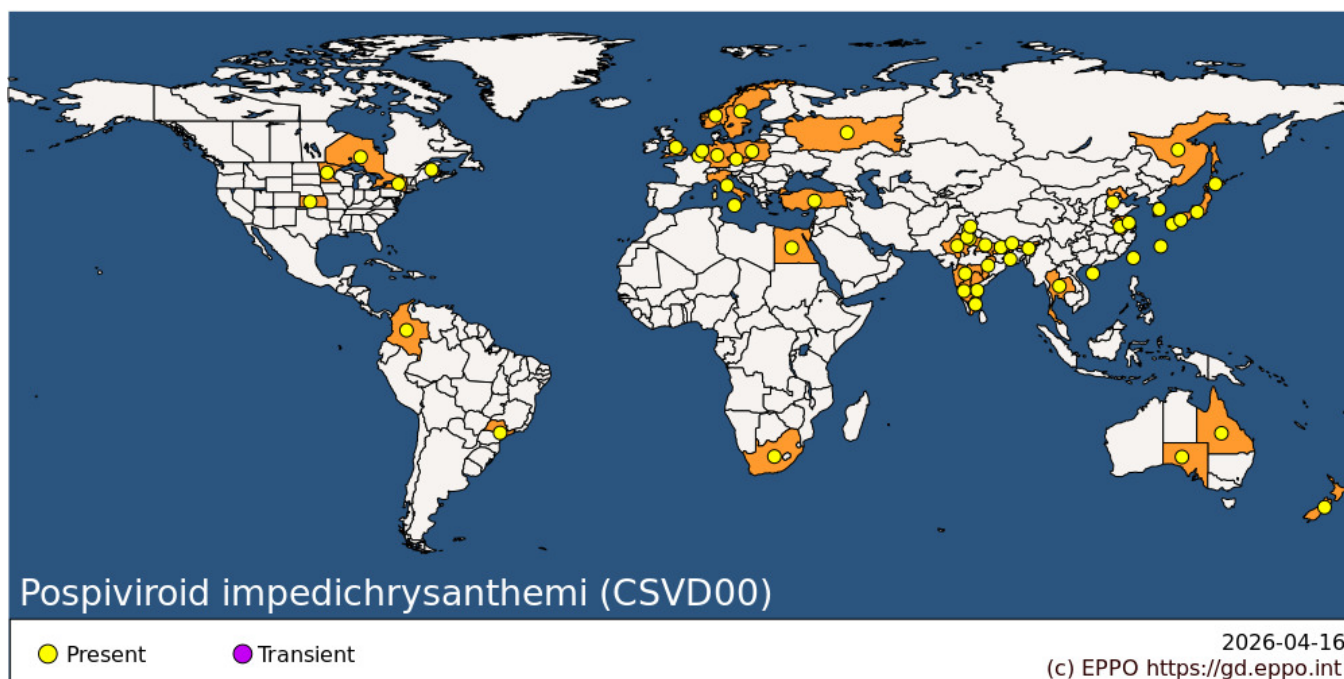 Pospiviroid impedichrysanthemi (CSVD00)
Present
Transient
2026-04-16
(c) EPPO https://gd.eppo.int